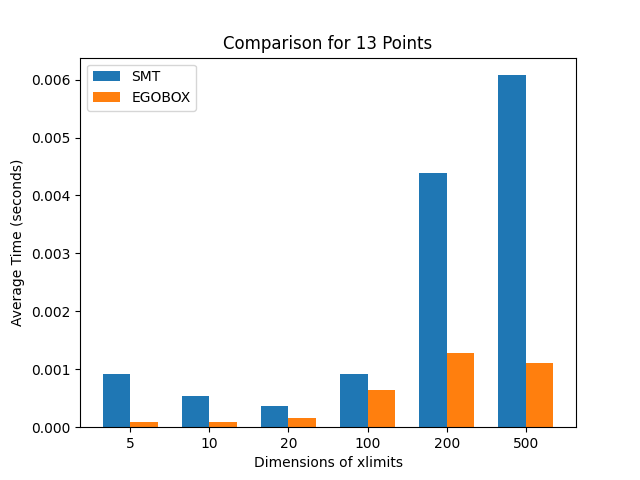 Comparison for 13 Points
SMT
EGOBOX
0.006
0.005
0.004
0.003
0.002
0.001
0.000
Average Time (seconds)
5 10 20 100 200 500
Dimensions of xlimits